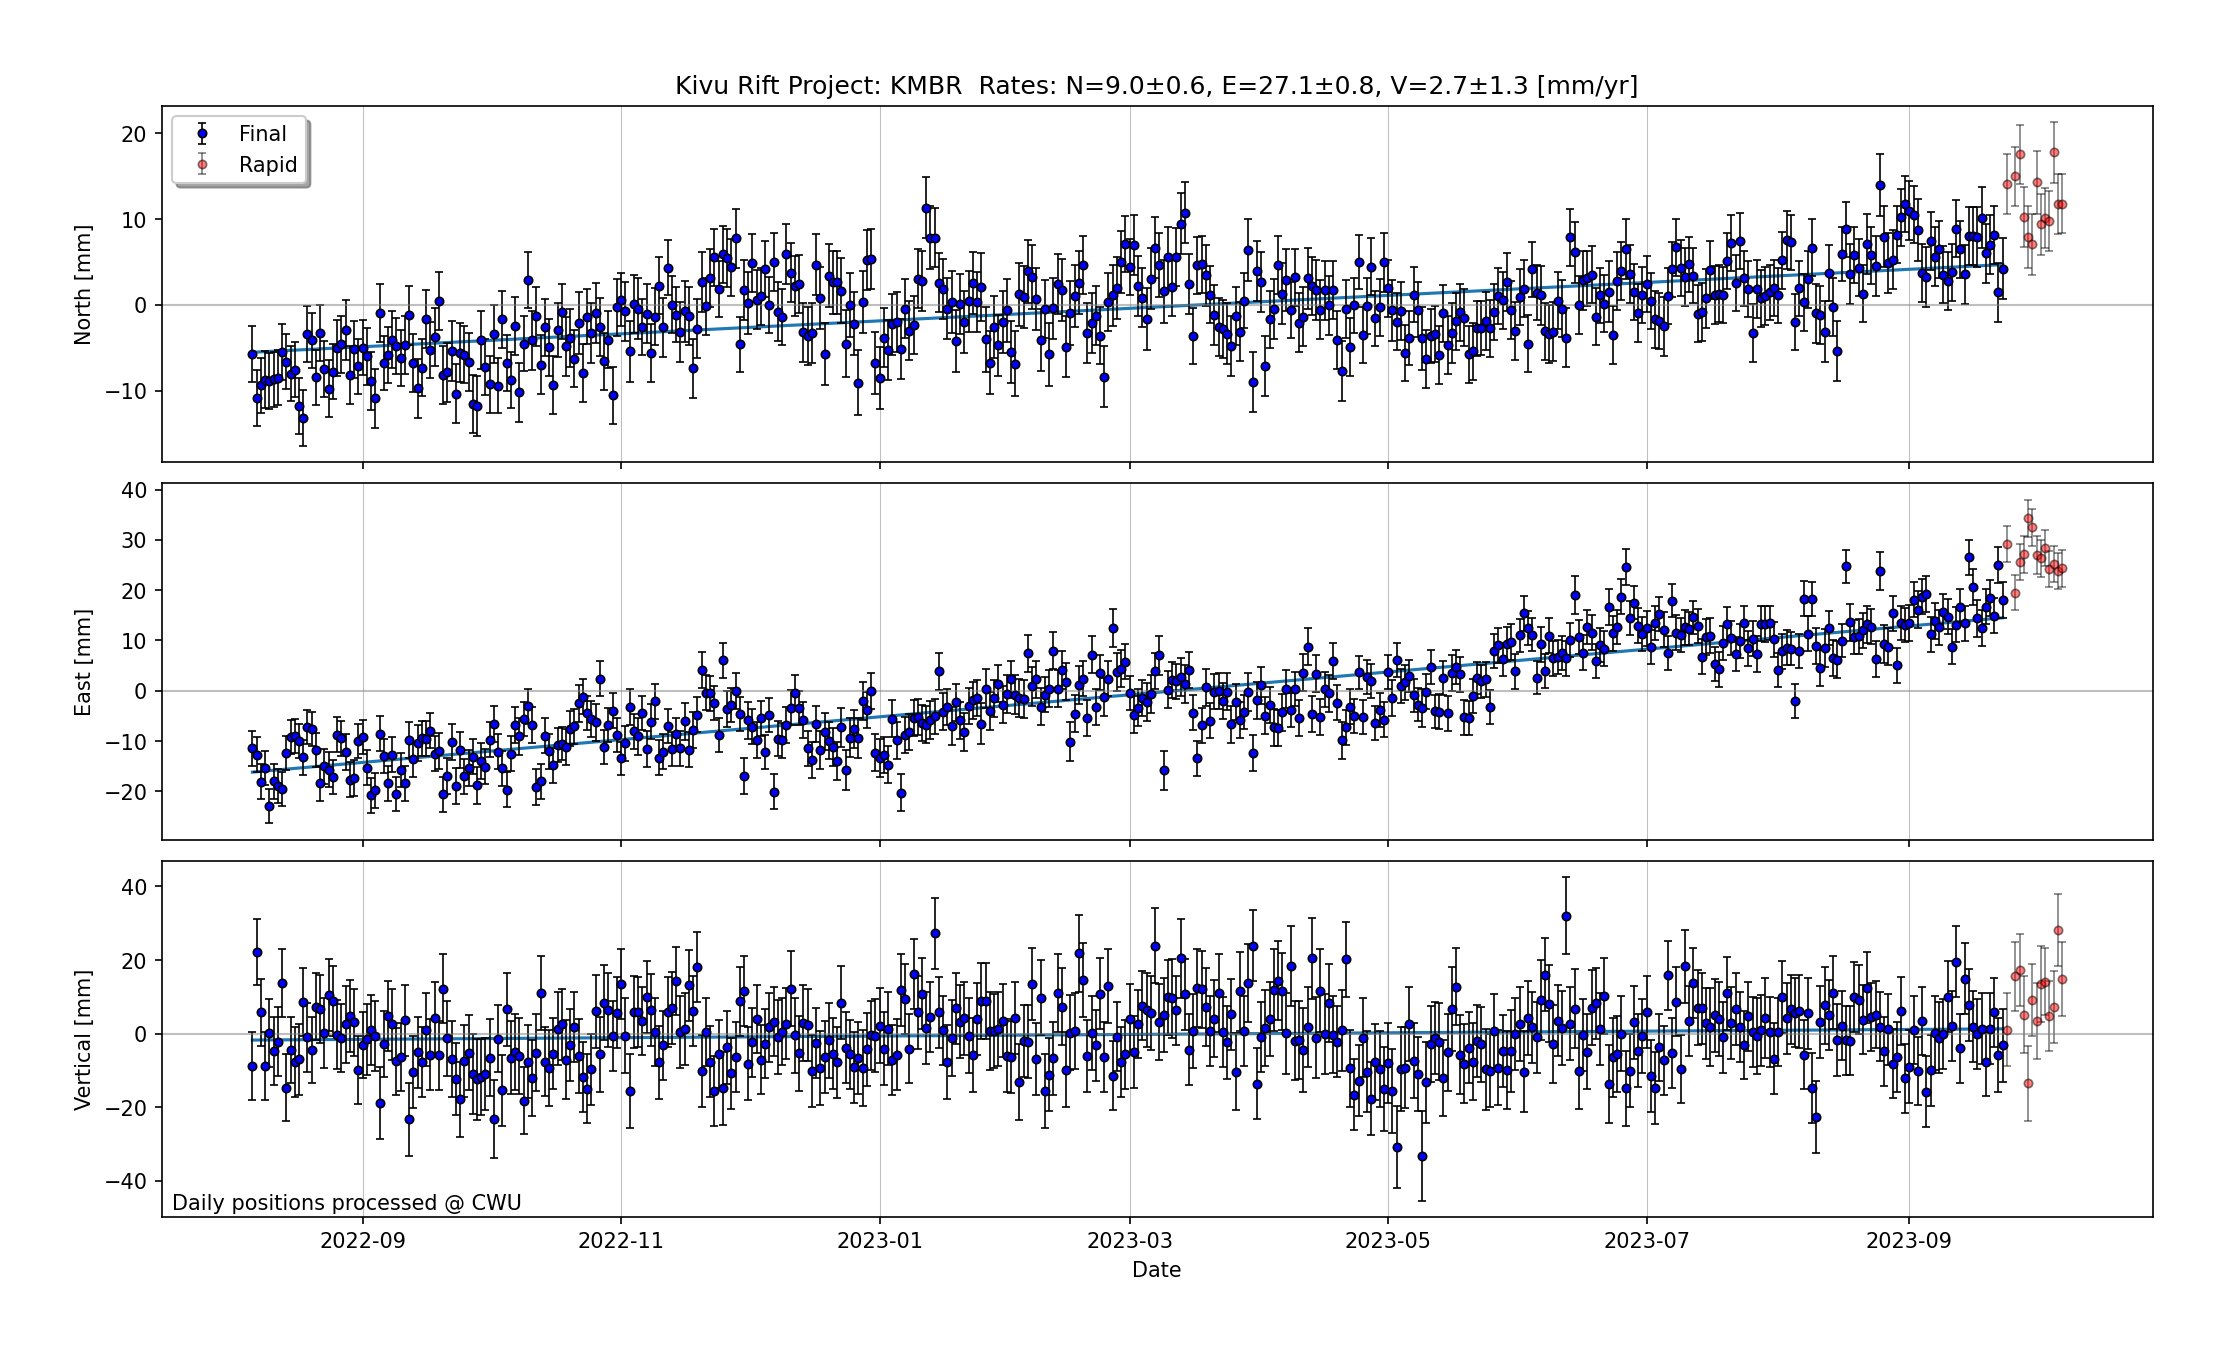 Kivu Rift Project: KMBR  Rates: N=9.0±0.6, E=27.1±0.8, V=2.7±1.3 [mm/yr]
Final
Rapid
North [mm]
20
10
0
−10
East [mm]
40
30
20
10
0
−10
−20
Vertical [mm]
40
20
0
−20
−40
Daily positions processed @ CWU
2022-09 2022-11 2023-01 2023-03 2023-05 2023-07 2023-09
Date